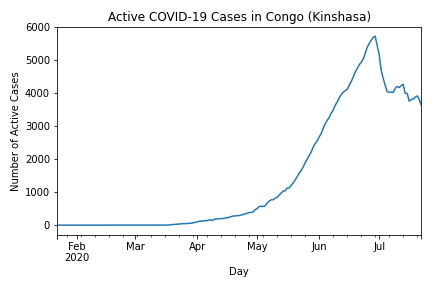 Active COVID-19 Cases in Congo (Kinshasa)
Number of Active Cases
6000
5000
4000
3000
2000
1000
0
Feb Mar Apr May Jun Jul
2020
Day